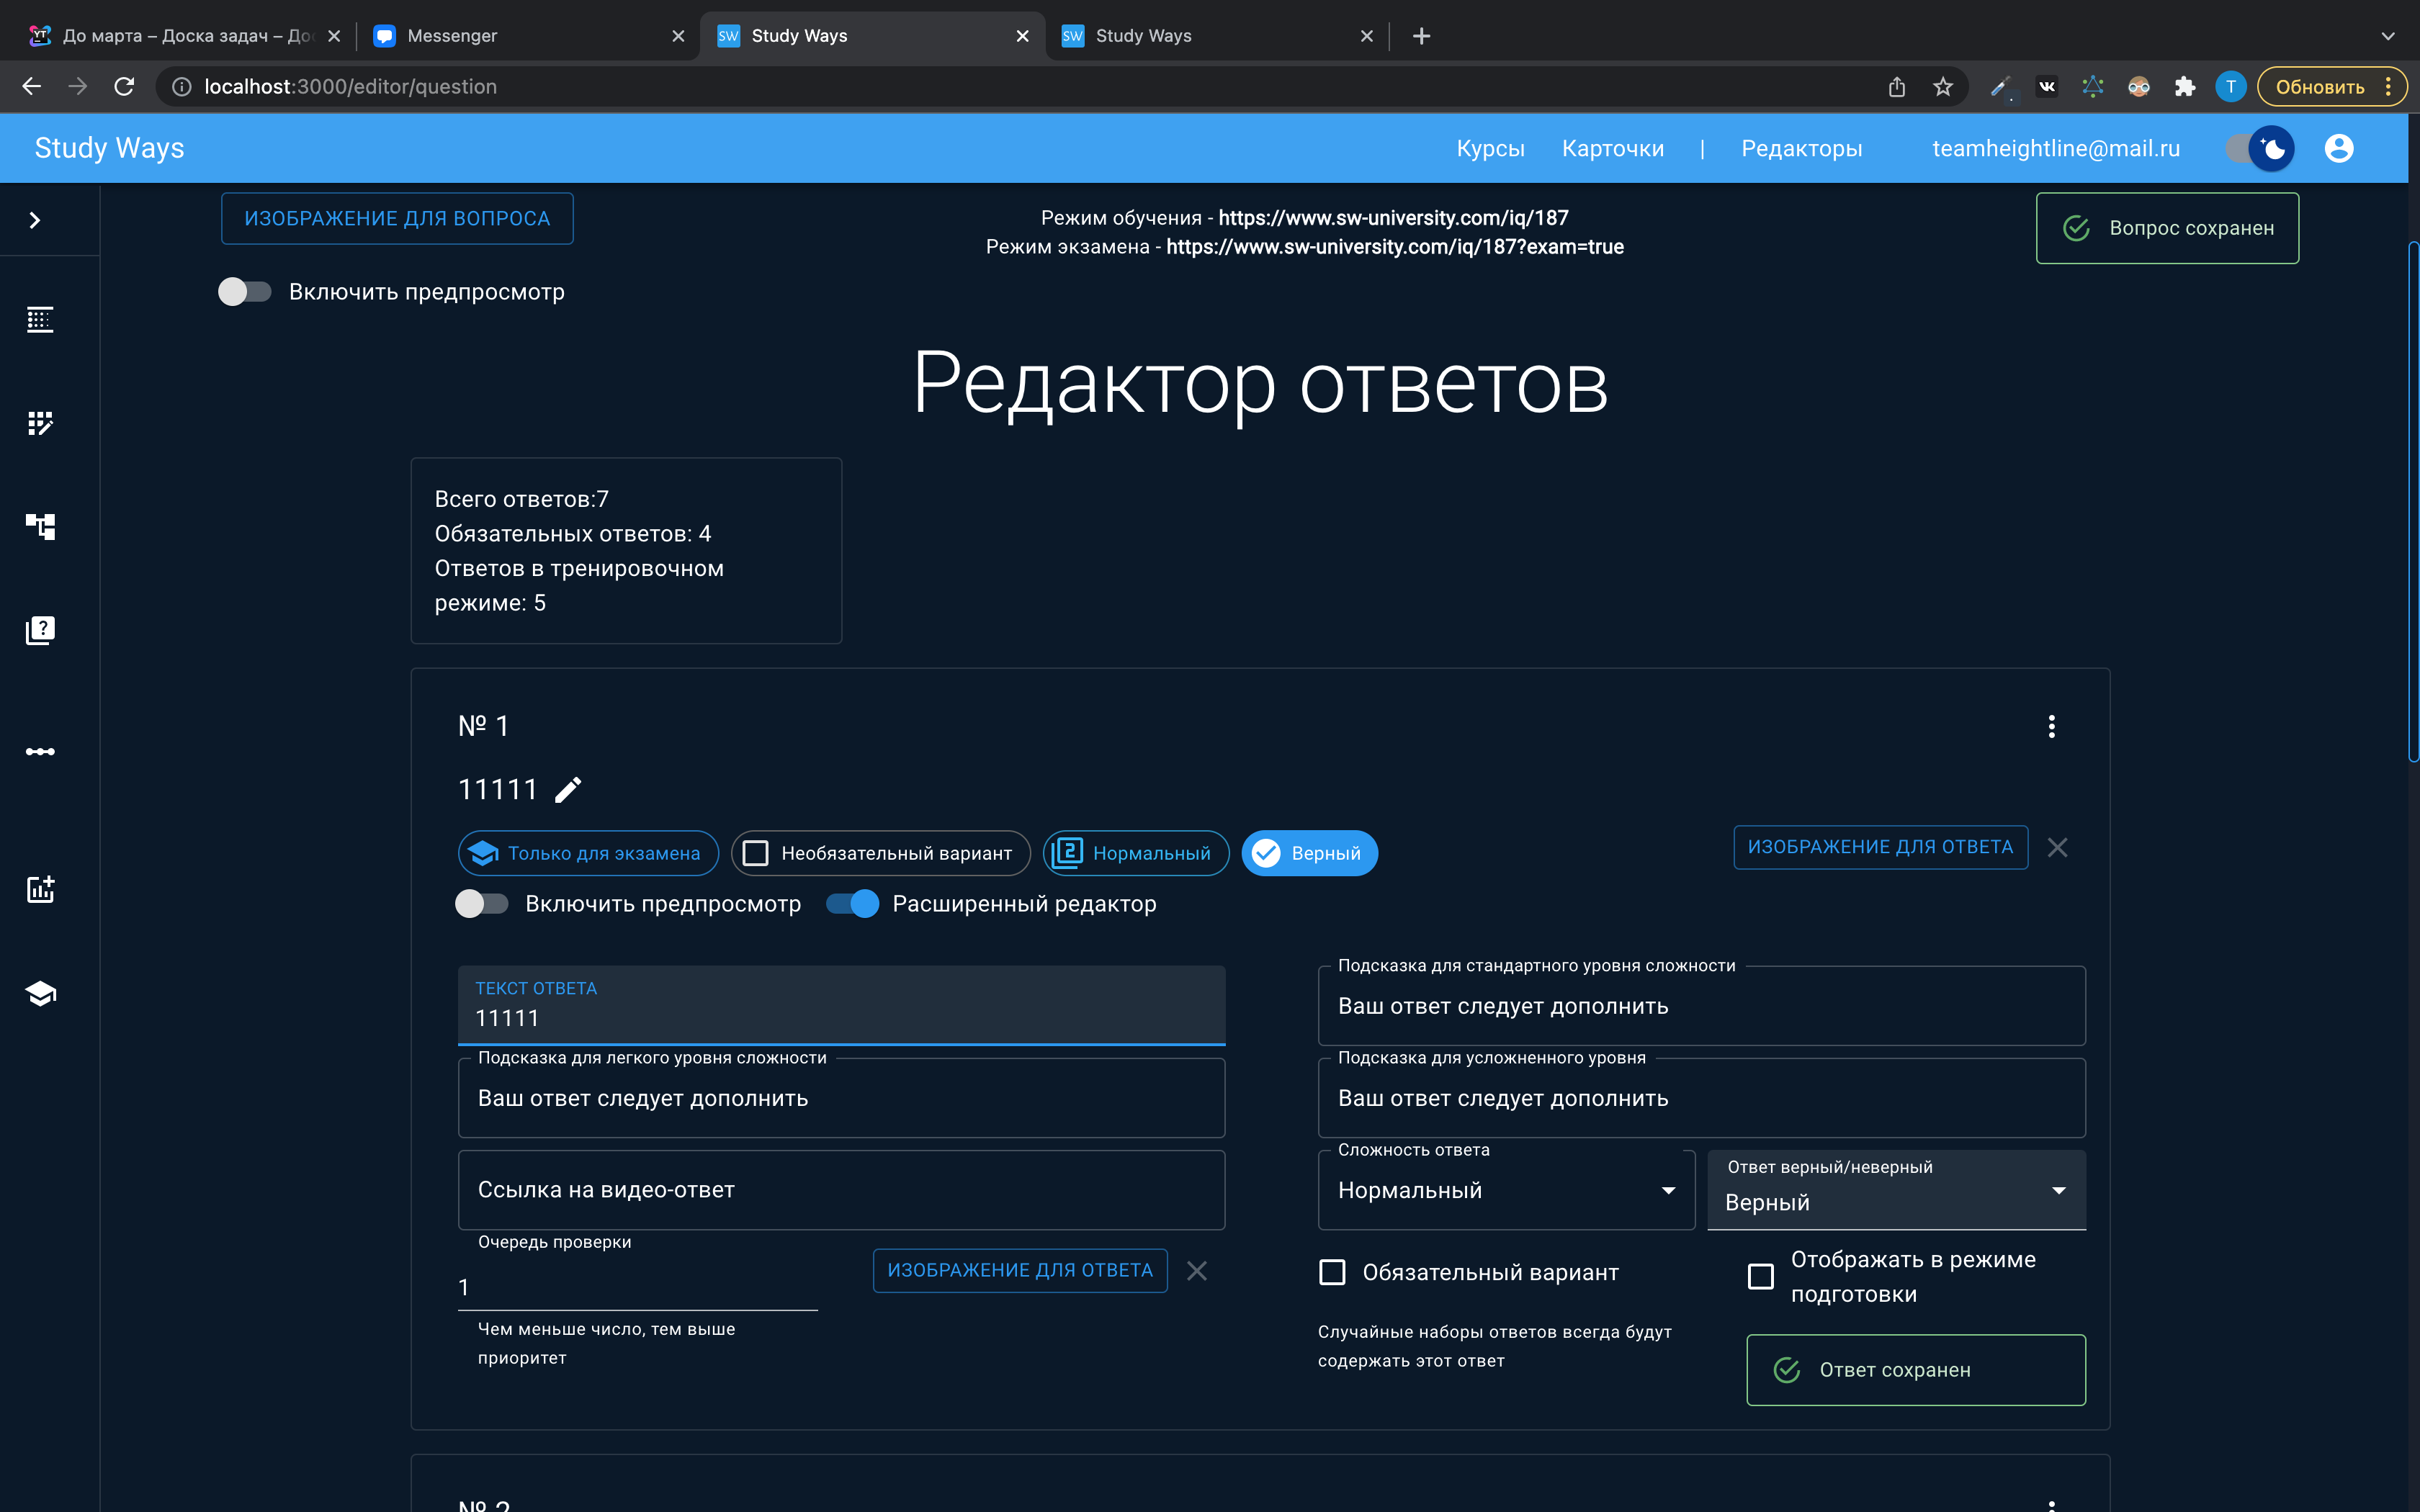 До марта – Доска задач – До
Messenger
Study Ways
Study Ways
localhost:3000/editor/question
Обновить
Study Ways
Курсы
Карточки
|
Редакторы
teamheightline@mail.ru
ИЗОБРАЖЕНИЕ ДЛЯ ВОПРОСА
Режим обучения - https://www.sw-university.com/iq/187
Режим экзамена - https://www.sw-university.com/iq/187?exam=true
Вопрос сохранен
Включить предпросмотр
Редактор ответов
Всего ответов:7
Обязательных ответов: 4
Ответов в тренировочном
режиме: 5
№ 1
11111
Только для экзамена
Необязательный вариант
2
Нормальный
Верный
ИЗОБРАЖЕНИЕ ДЛЯ ОТВЕТА
Включить предпросмотр
Расширенный редактор
ТЕКСТ ОТВЕТА
11111
Подсказка для стандартного уровня сложности
Ваш ответ следует дополнить
Подсказка для легкого уровня сложности
Ваш ответ следует дополнить
Подсказка для усложненного уровня
Ваш ответ следует дополнить
Ссылка на видео-ответ
Сложность ответа
Нормальный
Ответ верный/неверный
Верный
Очередь проверки
1
Чем меньше число, тем выше
приоритет
ИЗОБРАЖЕНИЕ ДЛЯ ОТВЕТА
Обязательный вариант
Случайные наборы ответов всегда будут
содержать этот ответ
Отображать в режиме
подготовки
Ответ сохранен
№ 2